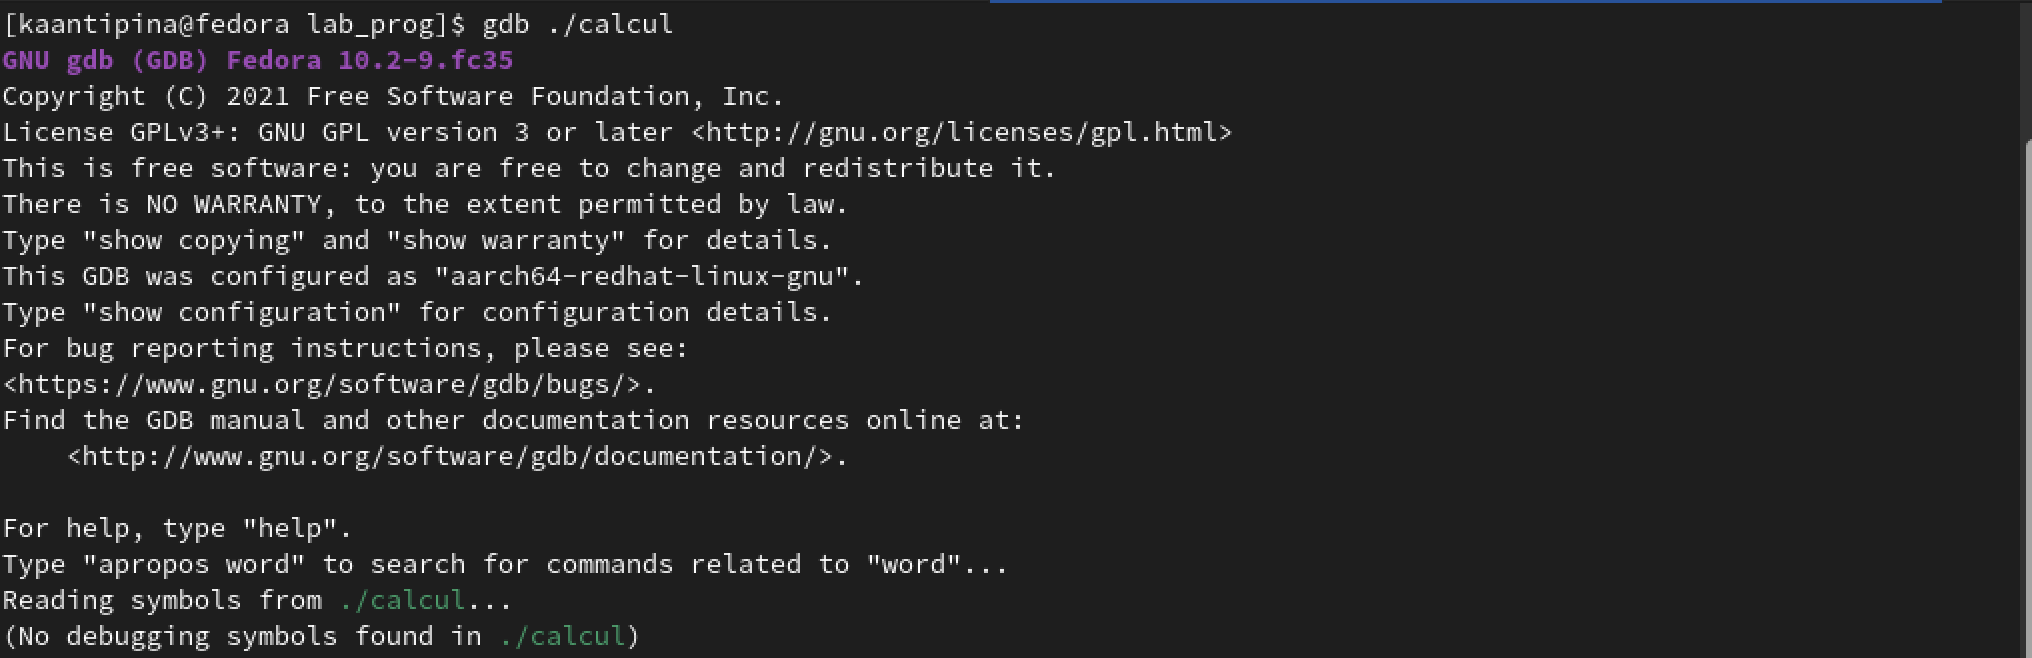 [kaantipina@fedora lab_prog]$ gdb ./calcul
GNU gdb (GDB) Fedora 10.2-9.fc35
Copyright (C) 2021 Free Software Foundation, Inc.
License GPLv3+: GNU GPL version 3 or later <http://gnu.org/licenses/gpl.html>
This is free software: you are free to change and redistribute it.
There is NO WARRANTY, to the extent permitted by law.
Type "show copying" and "show warranty" for details.
This GDB was configured as "aarch64-redhat-linux-gnu".
Type "show configuration" for configuration details.
For bug reporting instructions, please see:
<https://www.gnu.org/software/gdb/bugs/>.
Find the GDB manual and other documentation resources online at:
    <http://www.gnu.org/software/gdb/documentation/>.

For help, type "help".
Type "apropos word" to search for commands related to "word"...
Reading symbols from ./calcul...
(No debugging symbols found in ./calcul)